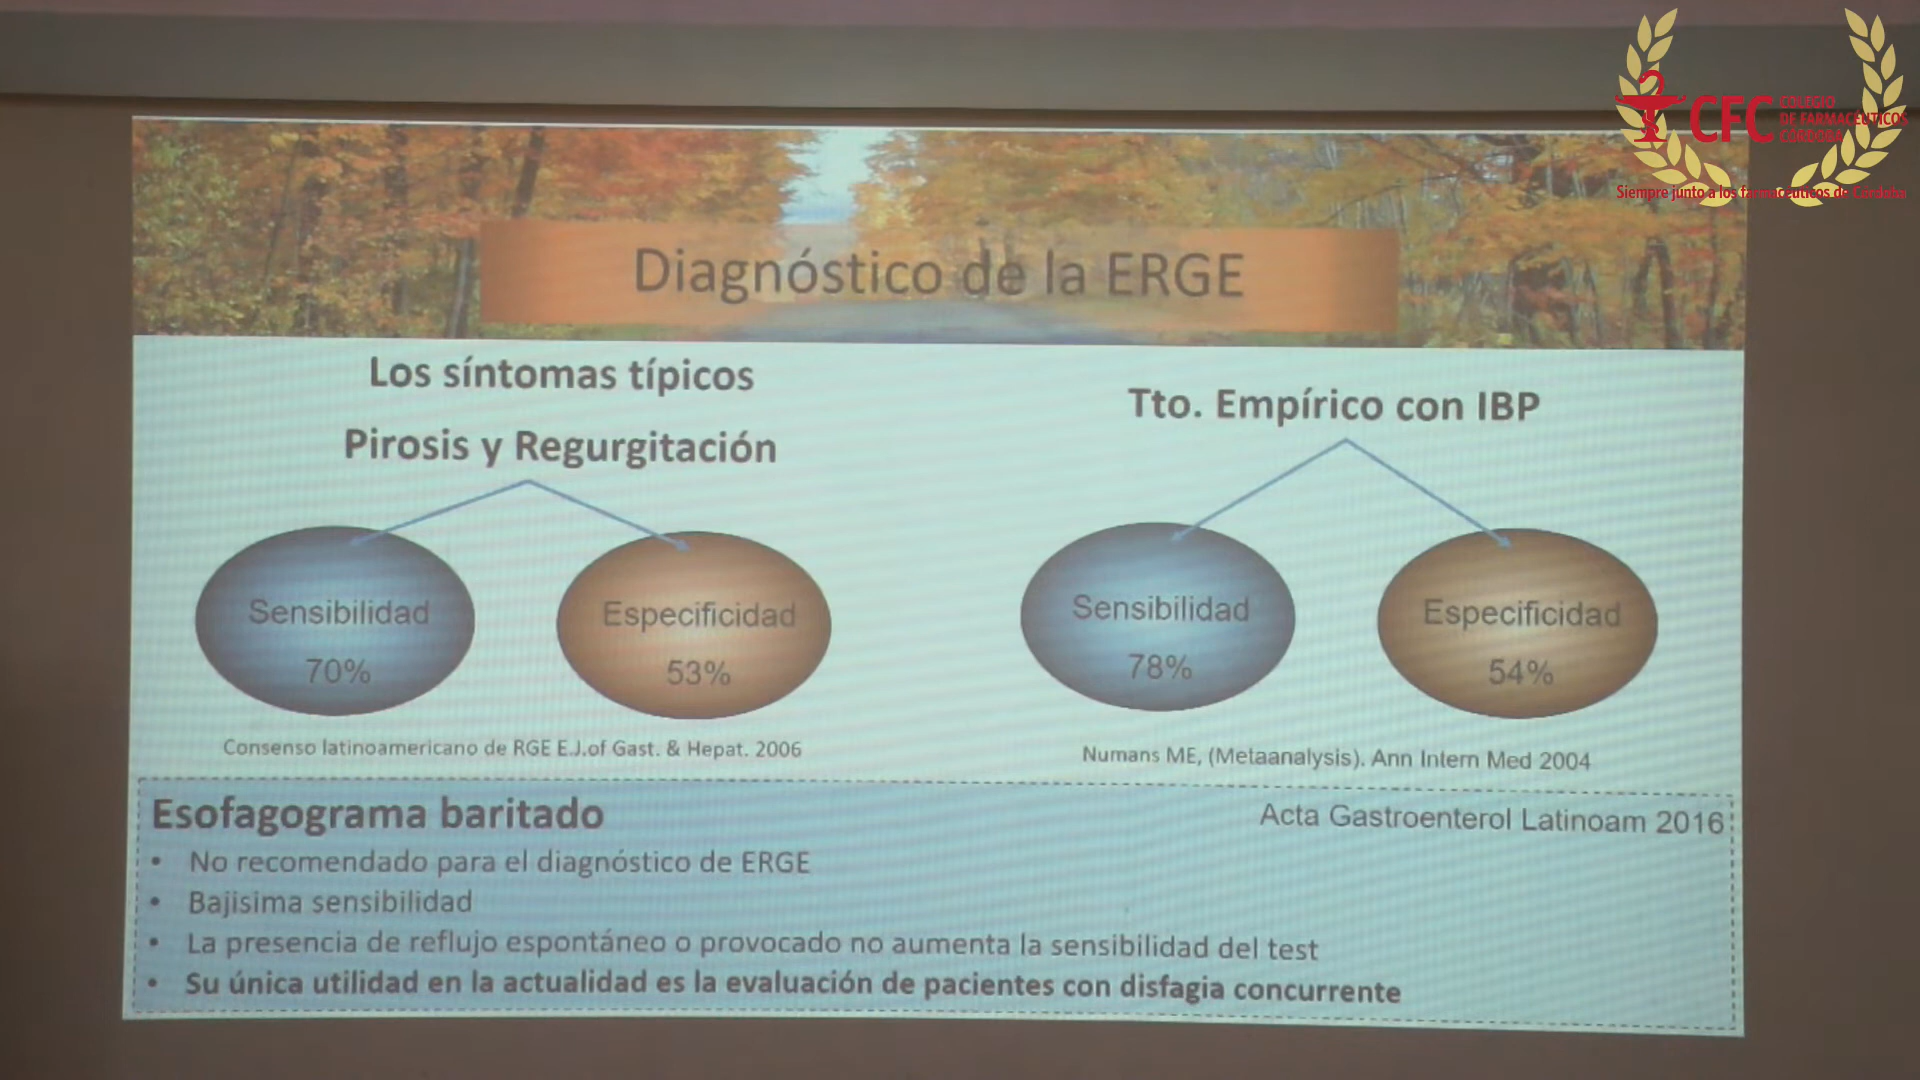 CFC
COLEGIO
DE FARMACÉUTICOS
CÓRDOBA
Siempre junto a los farmacéuticos de Córdoba
Diagnóstico de la ERGE
Los síntomas típicos
Pirosis y Regurgitación
Sensibilidad
70%
Especificidad
53%
Consenso latinoamericano de RGE E.J.of Gast. & Hepat. 2006
Tto. Empírico con IBP
Sensibilidad
78%
Especificidad
54%
Numans ME, (Metaanalysis). Ann Intern Med 2004
Esofagograma baritado
Acta Gastroenterol Latinoam 2016
• No recomendado para el diagnóstico de ERGE
• Bajisima sensibilidad
• La presencia de reflujo espontáneo o provocado no aumenta la sensibilidad del test
• Su única utilidad en la actualidad es la evaluación de pacientes con disfagia concurrente